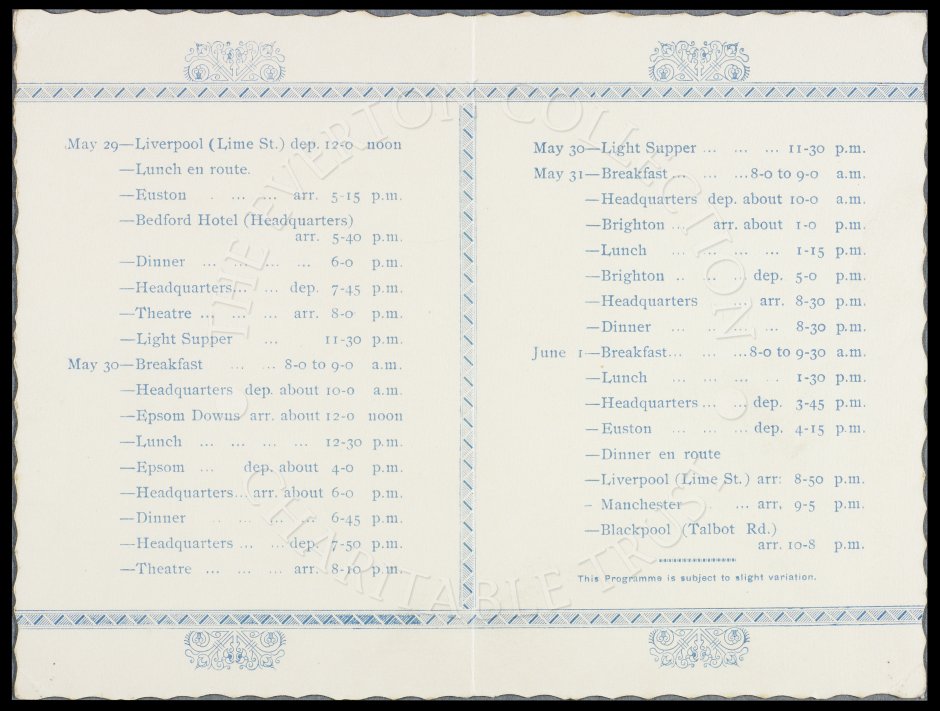 May 29—Liverpool (Lime St.) dep. 12-0 noon
—Lunch en route.
—Euston . ... ... arr. 5-15 p.m.
—Bedford Hotel (Headquarters)
arr. 5-40 p.m.
—Dinner ... ... ... ... 6-0 p.m.
—Headquarters... ... dep. 7-45 p.m.
—Theatre ... ... ... arr. 8-0 p.m.
—Light Supper ... 11-30 p.m.
May 30—Breakfast ... ... 8-0 to 9-0 a.m.
—Headquarters dep. about 10-0 a.m.
—Epsom Downs arr. about 12-0 noon
—Lunch ... ... ... ... 12-30 p.m.
—Epsom ... dep. about 4-0 p.m.
—Headquarters... arr. about 6-0 p.m.
—Dinner ... ... ... ... 6-45 p.m.
—Headquarters ... ... dep. 7-50 p.m.
—Theatre ... ... ... arr. 8-10 p.m.
May 30—Light Supper ... ... ... 11-30 p.m.
May 31—Breakfast ... ... ...8-0 to 9-0 a.m.
—Headquarters dep. about 10-0 a.m.
—Brighton ... arr. about 1-0 p.m.
—Lunch ... ... ... ... 1-15 p.m.
—Brighton ... ... ... dep. 5-0 p.m.
—Headquarters ... arr. 8-30 p.m.
—Dinner ... ... ... ... 8-30 p.m.
June 1—Breakfast... ... ...8-0 to 9-30 a.m.
—Lunch ... ... ... ... 1-30 p.m.
—Headquarters ... ... dep. 3-45 p.m.
—Euston ... ... ... dep. 4-15 p.m.
—Dinner en route
—Liverpool (Lime St.) arr: 8-50 p.m.
- Manchester ... arr. 9-5 p.m.
—Blackpool (Talbot Rd.)
arr. 10-8 p.m.
This Programme is subject to slight variation.
© THE EVERTON COLLECTION
CHARITABLE TRUST